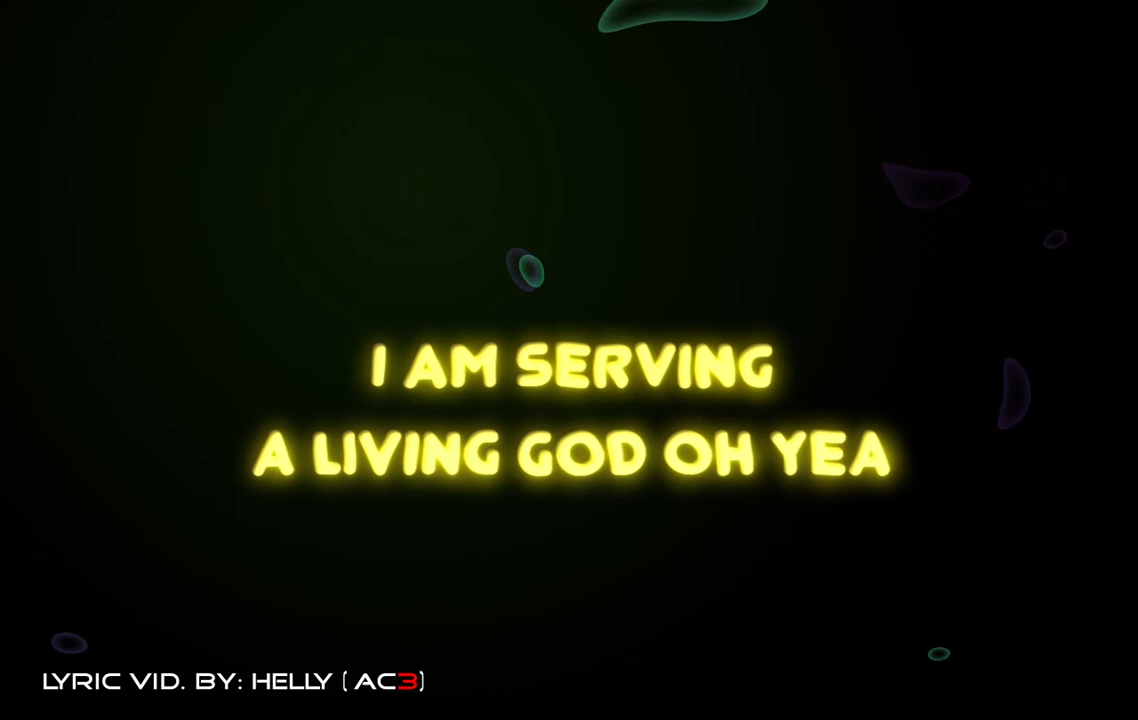 I AM SERVING
A LIVING GOD OH YEA
LYRIC VID. BY: HELLY ( AC3)